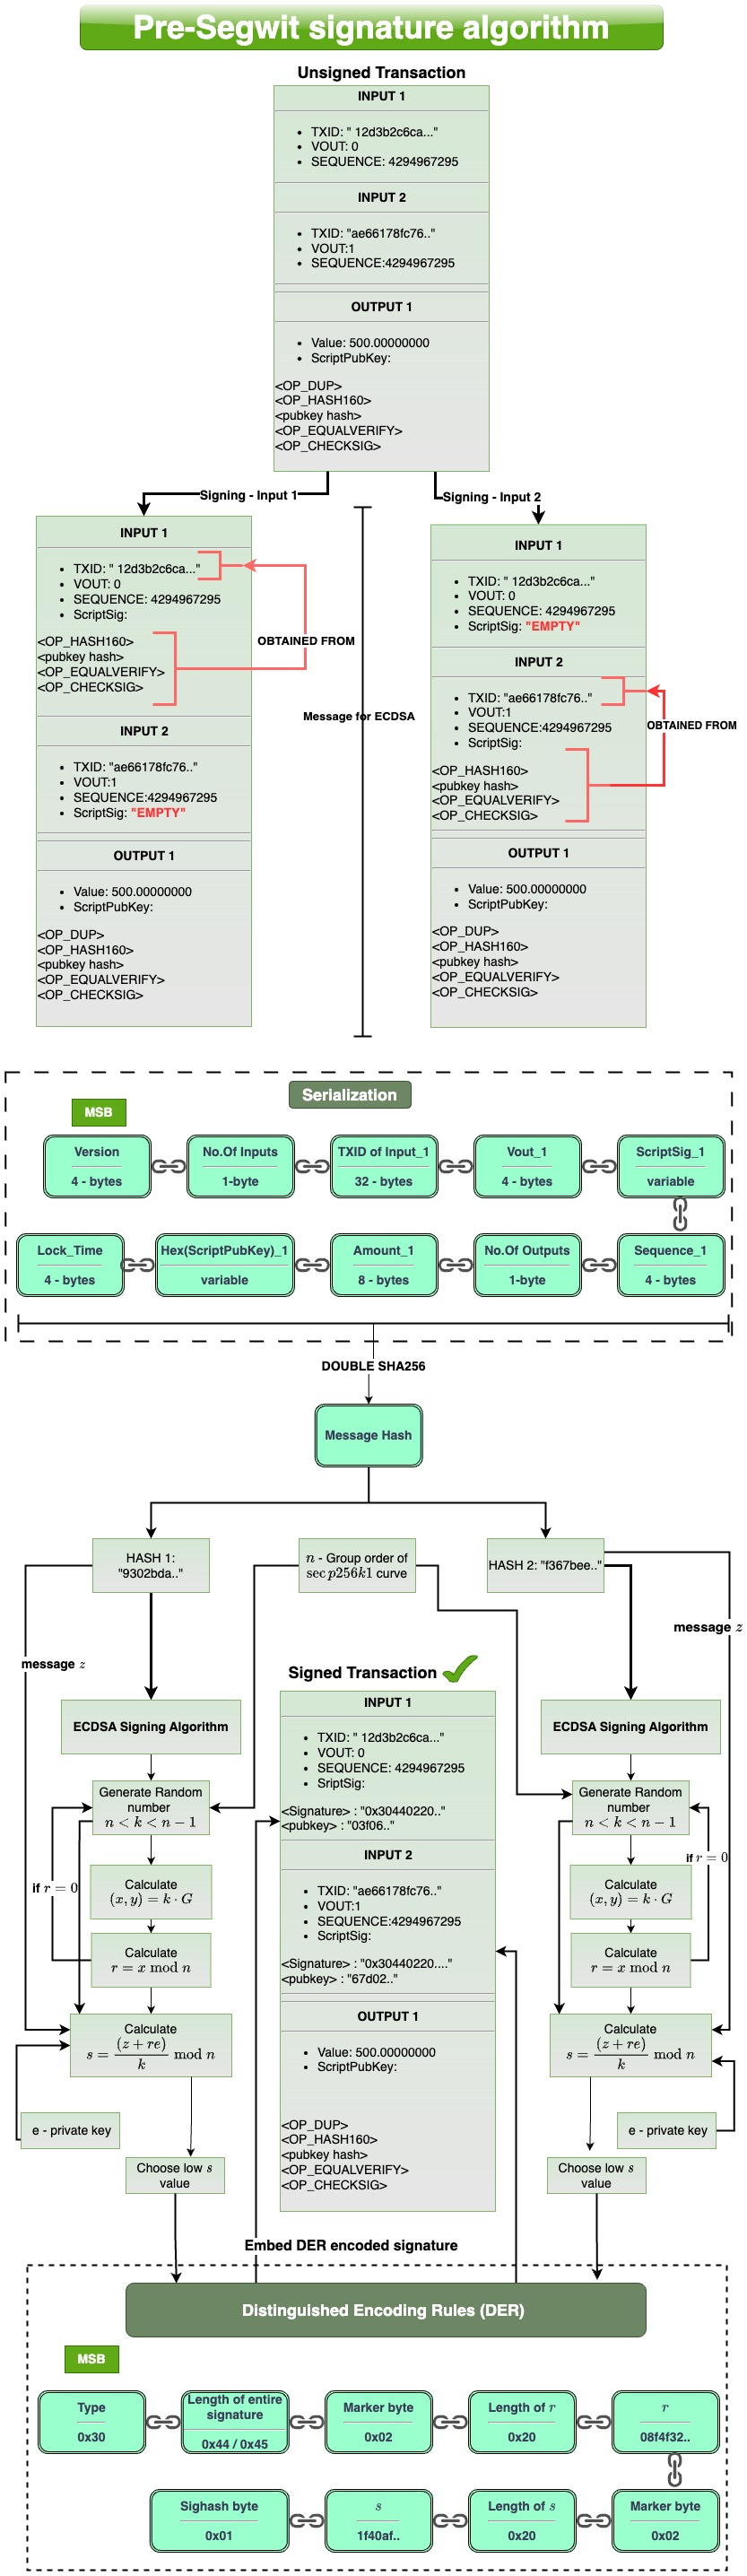 Pre-Segwit signature algorithm
Unsigned Transaction
INPUT 1
• TXID: " 12d3b2c6ca..."
• VOUT: 0
• SEQUENCE: 4294967295
INPUT 2
• TXID: "ae66178fc76.."
• VOUT:1
• SEQUENCE:4294967295
OUTPUT 1
• Value: 500.00000000
• ScriptPubKey:
<OP_DUP>
<OP_HASH160>
<pubkey hash>
<OP_EQUALVERIFY>
<OP_CHECKSIG>
Signing - Input 1
Signing - Input 2
INPUT 1
• TXID: " 12d3b2c6ca..."
• VOUT: 0
• SEQUENCE: 4294967295
• ScriptSig:
<OP_HASH160>
<pubkey hash>
<OP_EQUALVERIFY>
<OP_CHECKSIG>
OBTAINED FROM
INPUT 2
• TXID: "ae66178fc76.."
• VOUT:1
• SEQUENCE:4294967295
• ScriptSig: "EMPTY"
OUTPUT 1
• Value: 500.00000000
• ScriptPubKey:
<OP_DUP>
<OP_HASH160>
<pubkey hash>
<OP_EQUALVERIFY>
<OP_CHECKSIG>
Message for ECDSA
INPUT 1
• TXID: " 12d3b2c6ca..."
• VOUT: 0
• SEQUENCE: 4294967295
• ScriptSig: "EMPTY"
INPUT 2
• TXID: "ae66178fc76.."
• VOUT:1
• SEQUENCE:4294967295
• ScriptSig:
<OP_HASH160>
<pubkey hash>
<OP_EQUALVERIFY>
<OP_CHECKSIG>
OBTAINED FROM
OUTPUT 1
• Value: 500.00000000
• ScriptPubKey:
<OP_DUP>
<OP_HASH160>
<pubkey hash>
<OP_EQUALVERIFY>
<OP_CHECKSIG>
Serialization
MSB
Version
4 - bytes
No.Of Inputs
1-byte
TXID of Input_1
32 - bytes
Vout_1
4 - bytes
ScriptSig_1
variable
Lock_Time
4 - bytes
Hex(ScriptPubKey)_1
variable
Amount_1
8 - bytes
No.Of Outputs
1-byte
Sequence_1
4 - bytes
DOUBLE SHA256
Message Hash
HASH 1:
"9302bda.."
n - Group order of
sec p256k1 curve
HASH 2: "f367bee.."
message z
message z
ECDSA Signing Algorithm
Generate Random
number
n < k < n − 1
if r = 0
Calculate
(x, y) = k · G
Calculate
r = x mod n
Calculate
s = (z + re)/k mod n
e - private key
Choose low s
value
Signed Transaction
INPUT 1
• TXID: " 12d3b2c6ca..."
• VOUT: 0
• SEQUENCE: 4294967295
• SriptSig:
<Signature> : "0x30440220.."
<pubkey> : "03f06.."
INPUT 2
• TXID: "ae66178fc76.."
• VOUT:1
• SEQUENCE:4294967295
• ScriptSig:
<Signature> : "0x30440220...."
<pubkey> : "67d02.."
OUTPUT 1
• Value: 500.00000000
• ScriptPubKey:
<OP_DUP>
<OP_HASH160>
<pubkey hash>
<OP_EQUALVERIFY>
<OP_CHECKSIG>
ECDSA Signing Algorithm
Generate Random
number
n < k < n − 1
if r = 0
Calculate
(x, y) = k · G
Calculate
r = x mod n
Calculate
s = (z + re)/k mod n
e - private key
Choose low s
value
Embed DER encoded signature
Distinguished Encoding Rules (DER)
MSB
Type
0x30
Length of entire
signature
0x44 / 0x45
Marker byte
0x02
Length of r
0x20
r
08f4f32..
Sighash byte
0x01
s
1f40af..
Length of s
0x20
Marker byte
0x02